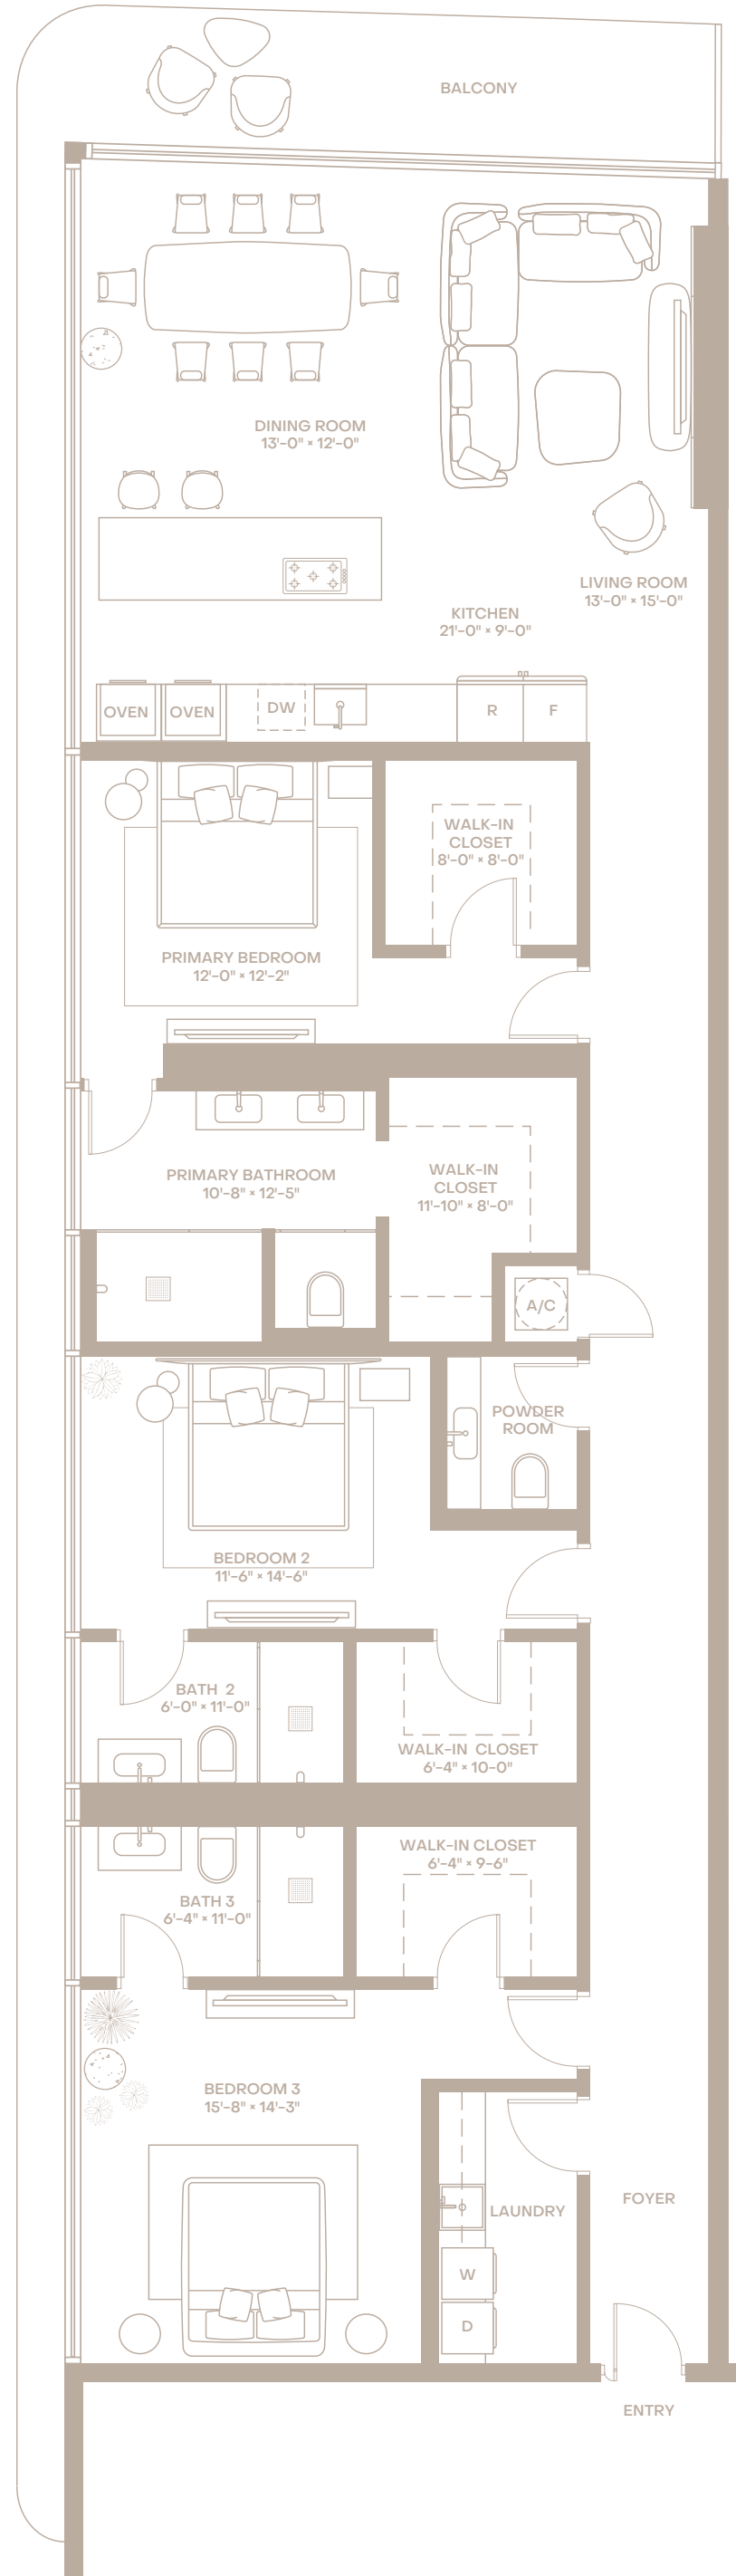 BALCONY
DINING ROOM
13'-0" × 12'-0"
LIVING ROOM
13'-0" × 15'-0"
KITCHEN
21'-0" × 9'-0"
OVEN
OVEN
DW
R
F
WALK-IN
CLOSET
8'-0" × 8'-0"
PRIMARY BEDROOM
12'-0" × 12'-2"
PRIMARY BATHROOM
10'-8" × 12'-5"
WALK-IN
CLOSET
11'-10" × 8'-0"
A/C
POWDER
ROOM
BEDROOM 2
11'-6" × 14'-6"
BATH 2
6'-0" × 11'-0"
WALK-IN CLOSET
6'-4" × 10-0"
WALK-IN CLOSET
6'-4" × 9-6"
BATH 3
6'-4" × 11'-0"
BEDROOM 3
15'-8" × 14'-3"
FOYER
LAUNDRY
W
D
ENTRY